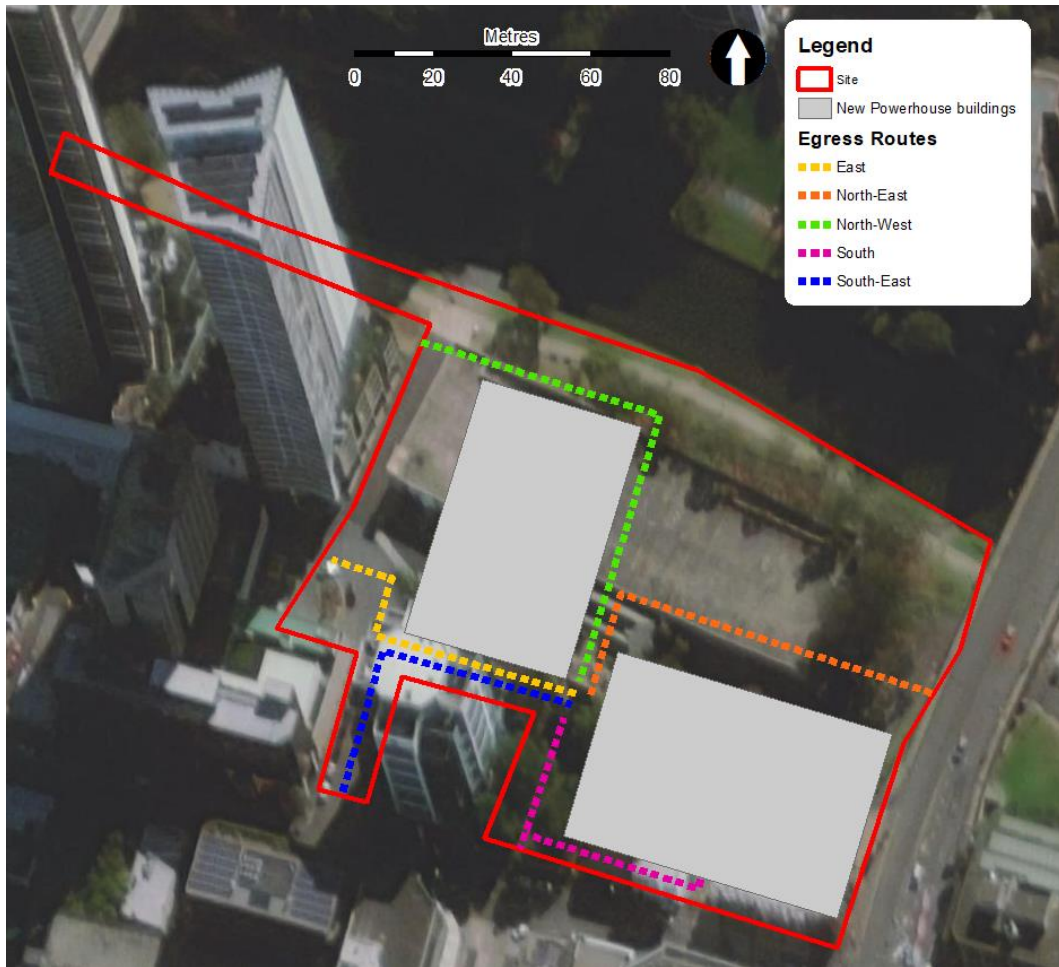 Metres
0 20 40 60 80
Legend
Site
New Powerhouse buildings
Egress Routes
East
North-East
North-West
South
South-East